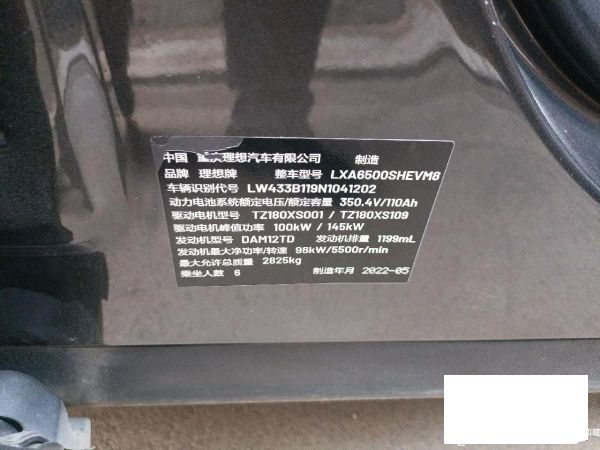 中国 重庆理想汽车有限公司 制造
品牌 理想牌 整车型号 LXA6500SHEVM8
车辆识别代号 LW433B119N1041202
动力电池系统额定电压/额定容量 350.4V/110Ah
驱动电机型号 TZ180XS001 / TZ180XS109
驱动电机峰值功率 100kW / 145kW
发动机型号 DAM12TD 发动机排量 1199mL
发动机最大净功率/转速 96kW/5500r/min
最大允许总质量 2825kg
乘坐人数 6 制造年月 2022-05